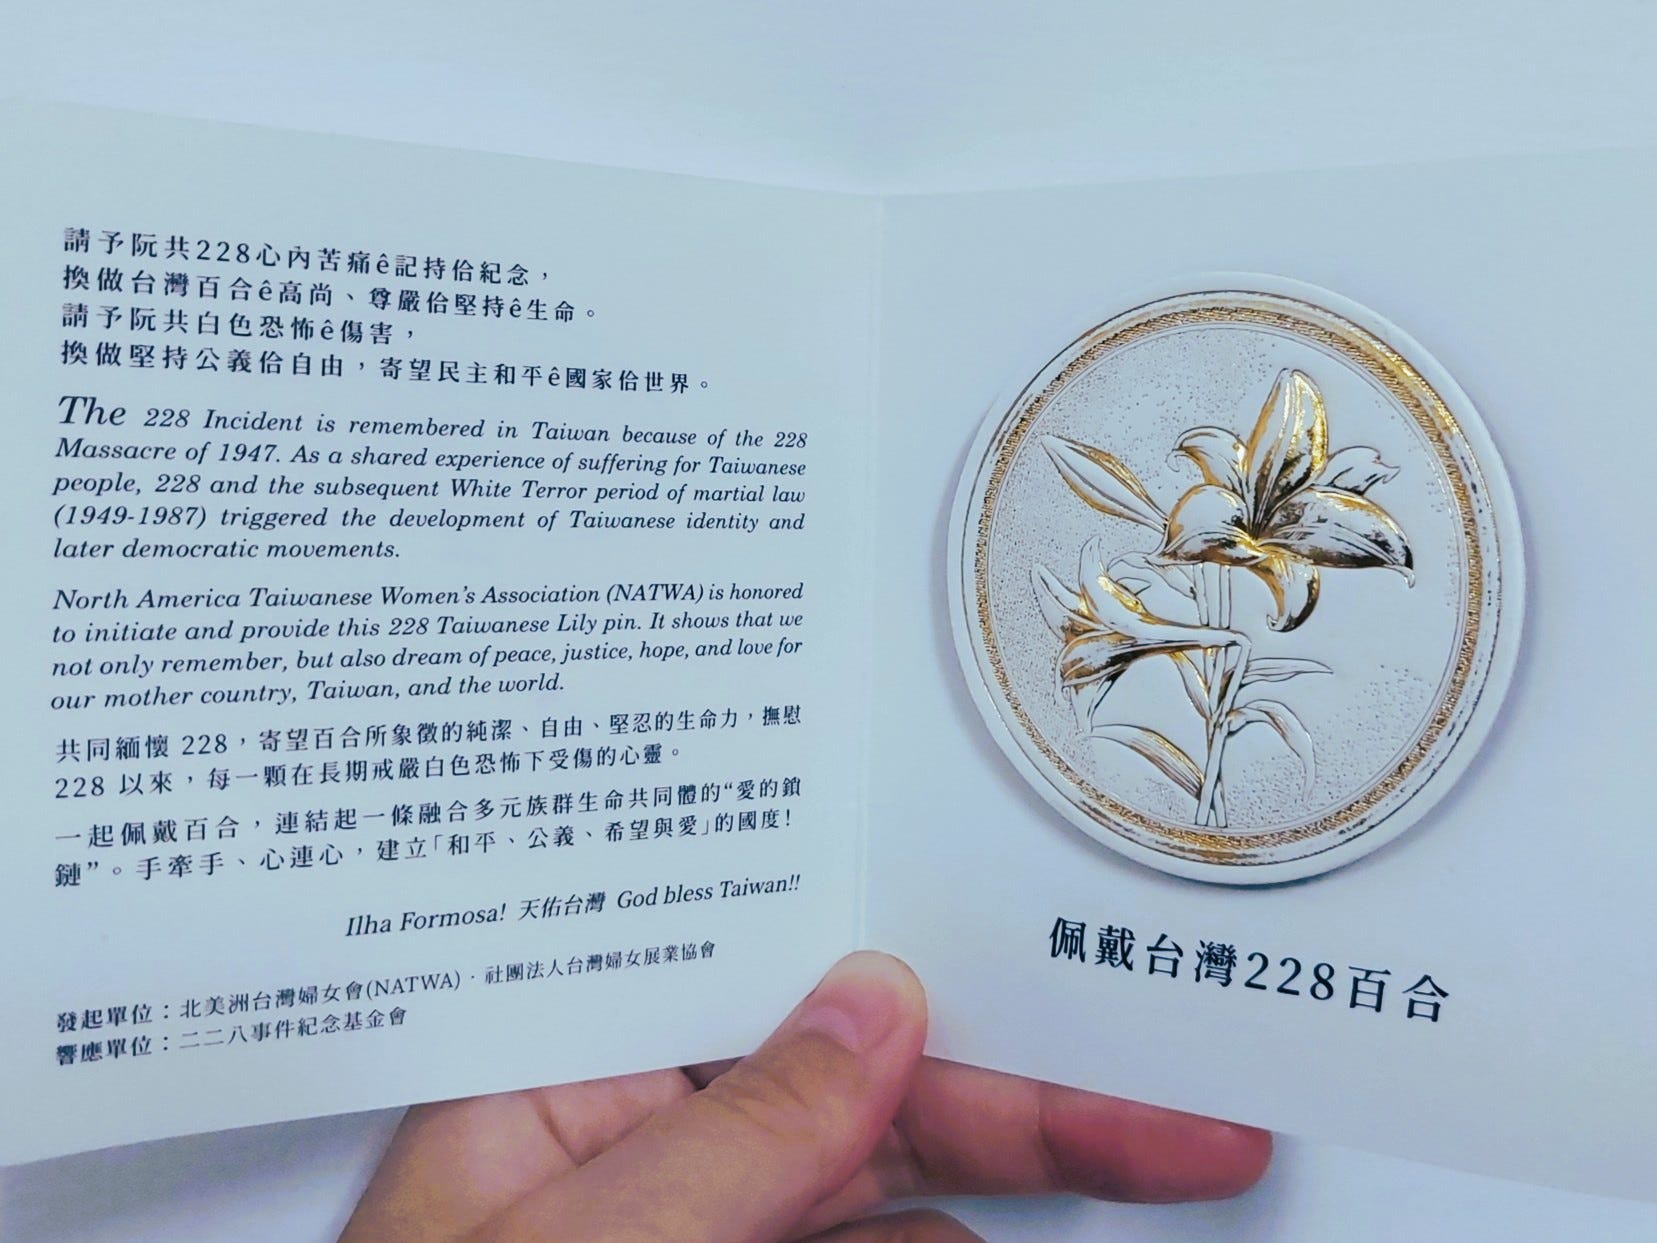 請予阮共228心內苦痛ê記持佮紀念，
換做台灣百合ê高尚、尊嚴佮堅持ê生命。
請予阮共白色恐怖ê傷害，
換做堅持公義佮自由，寄望民主和平ê國家佮世界。
The 228 Incident is remembered in Taiwan because of the 228
Massacre of 1947. As a shared experience of suffering for Taiwanese
people, 228 and the subsequent White Terror period of martial law
(1949-1987) triggered the development of Taiwanese identity and
later democratic movements.
North America Taiwanese Women's Association (NATWA) is honored
to initiate and provide this 228 Taiwanese Lily pin. It shows that we
not only remember, but also dream of peace, justice, hope, and love for
our mother country, Taiwan, and the world.
共同緬懷 228，寄望百合所象徵的純潔、自由、堅忍的生命力，撫慰
228 以來，每一顆在長期戒嚴白色恐怖下受傷的心靈。
一起佩戴百合，連結起一條融合多元族群生命共同體的“愛的鎖
鏈”。手牽手、心連心，建立「和平、公義、希望與愛」的國度！
Ilha Formosa! 天佑台灣 God bless Taiwan!!
發起單位：北美洲台灣婦女會(NATWA)．社團法人台灣婦女展業協會
響應單位：二二八事件紀念基金會
佩戴台灣228百合